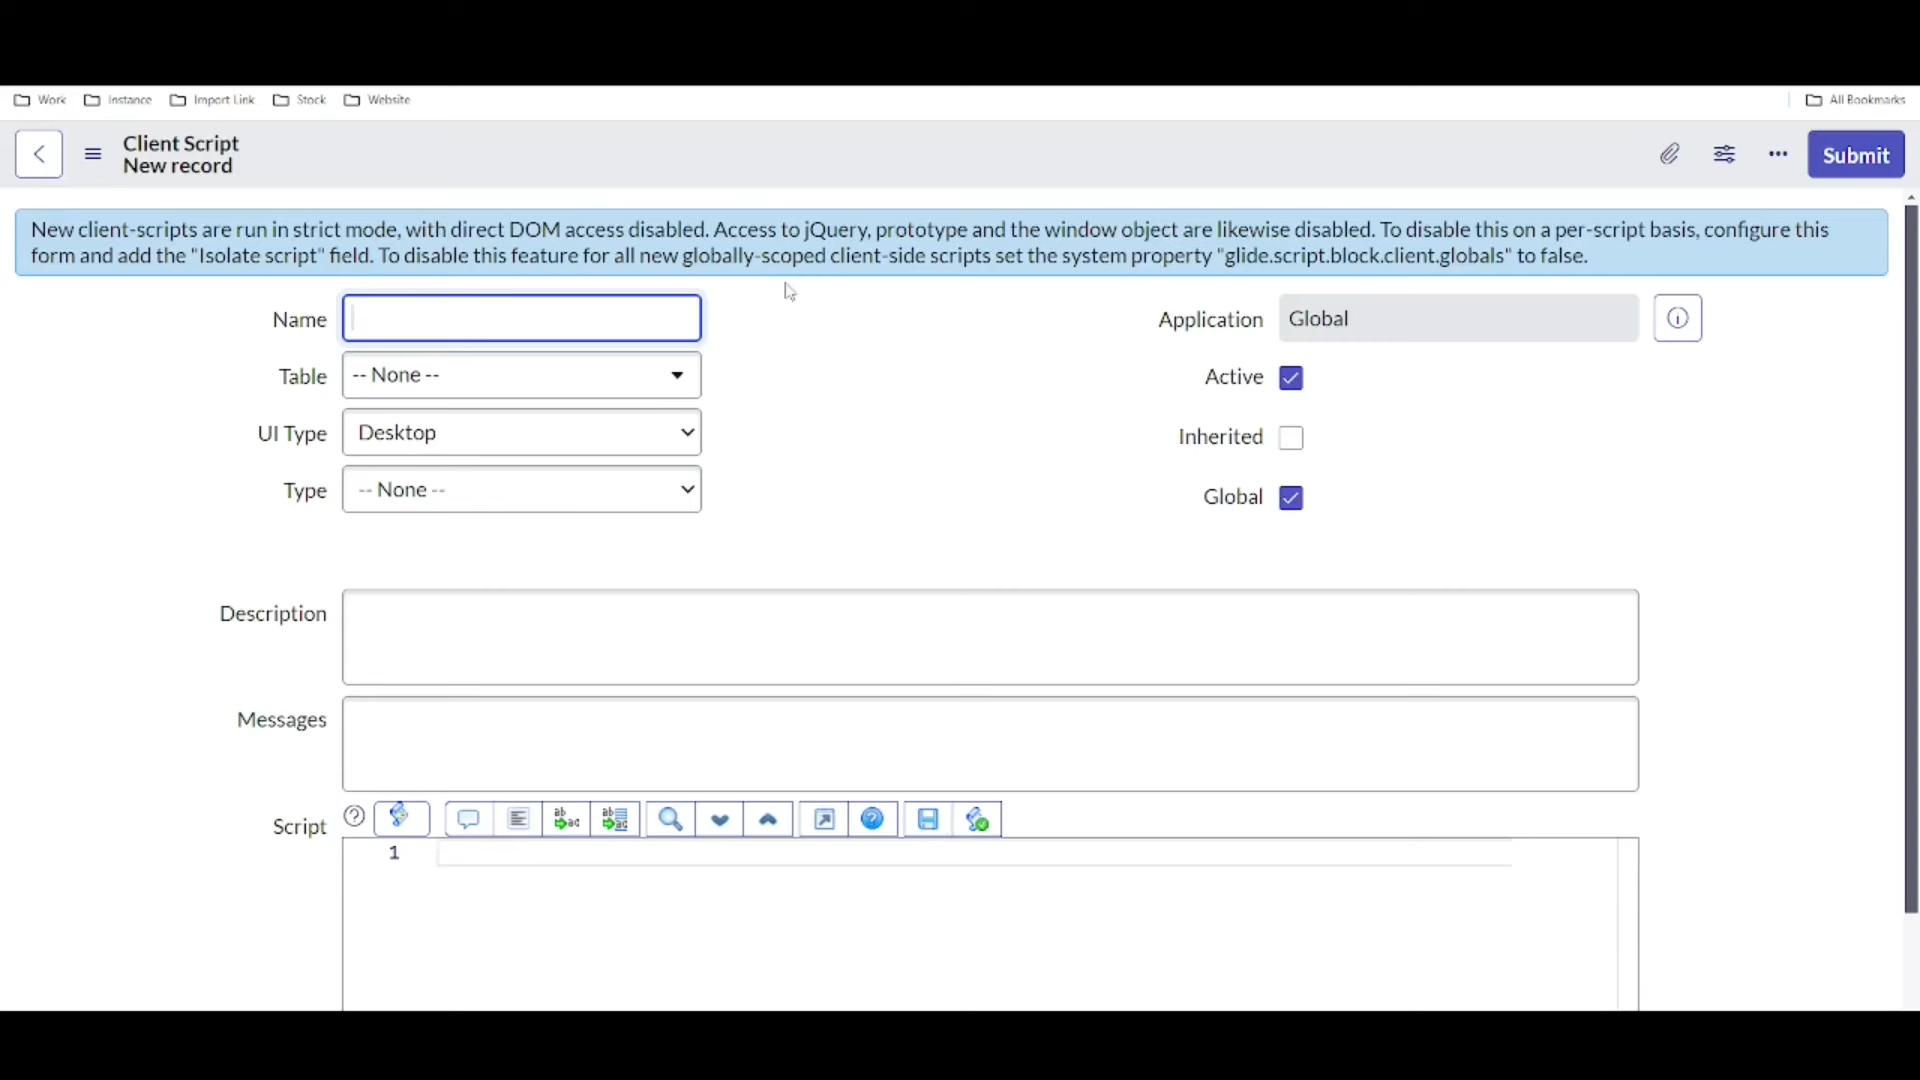 Work Instance Import Link Stock Website All Bookmarks
Client Script
New record
Submit
New client-scripts are run in strict mode, with direct DOM access disabled. Access to jQuery, prototype and the window object are likewise disabled. To disable this on a per-script basis, configure this
form and add the "Isolate script" field. To disable this feature for all new globally-scoped client-side scripts set the system property "glide.script.block.client.globals" to false.
Name
Application Global
Table -- None --
Active
UI Type Desktop
Inherited
Type -- None --
Global
Description
Messages
Script
1